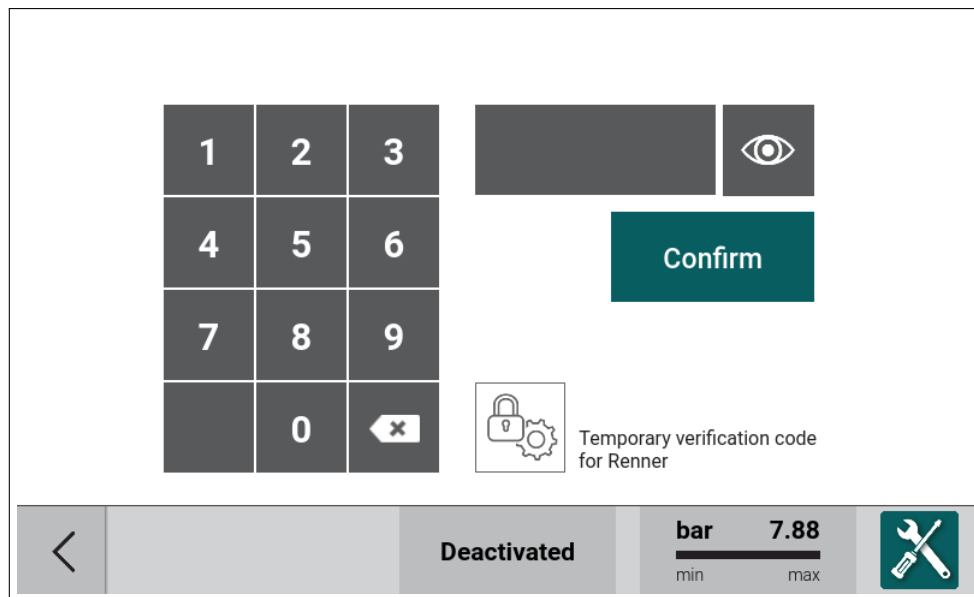 1 2 3
4 5 6
Confirm
7 8 9
0
Temporary verification code
for Renner
Deactivated
bar 7.88
min max